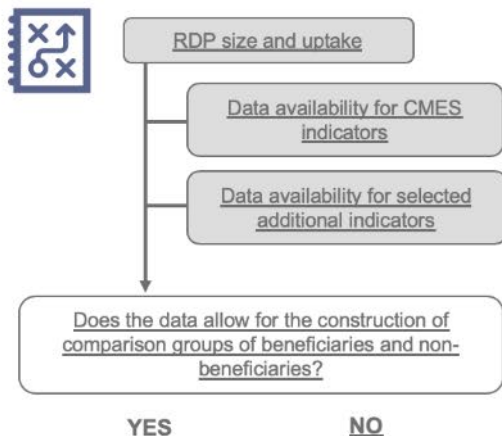 RDP size and uptake
Data availability for CMES
indicators
Data availability for selected
additional indicators
Does the data allow for the construction of
comparison groups of beneficiaries and non-
beneficiaries?
YES NO